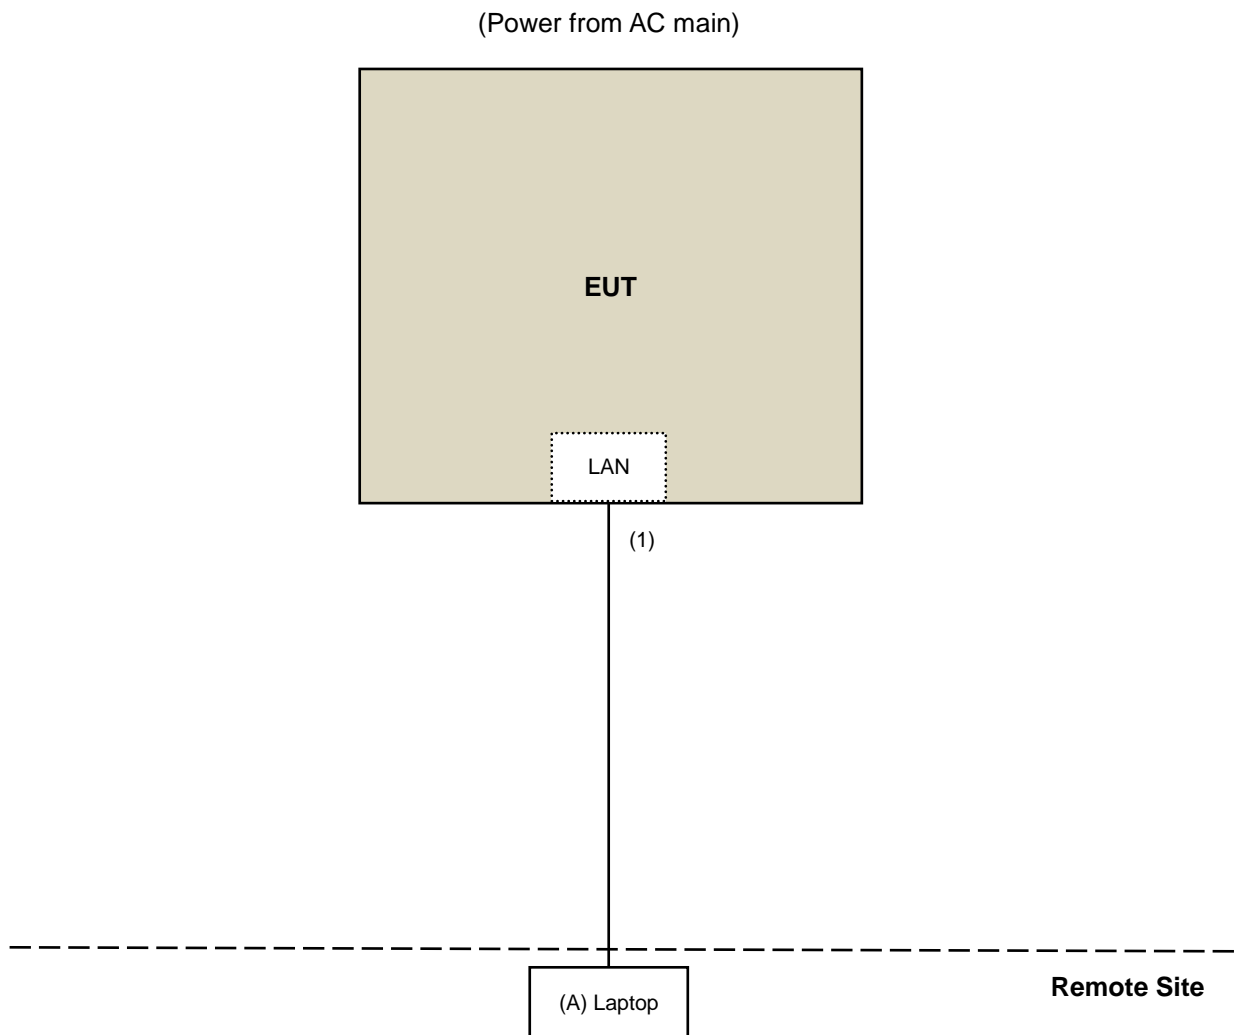 (Power from AC main)
EUT
LAN
(1)
Remote Site
(A) Laptop